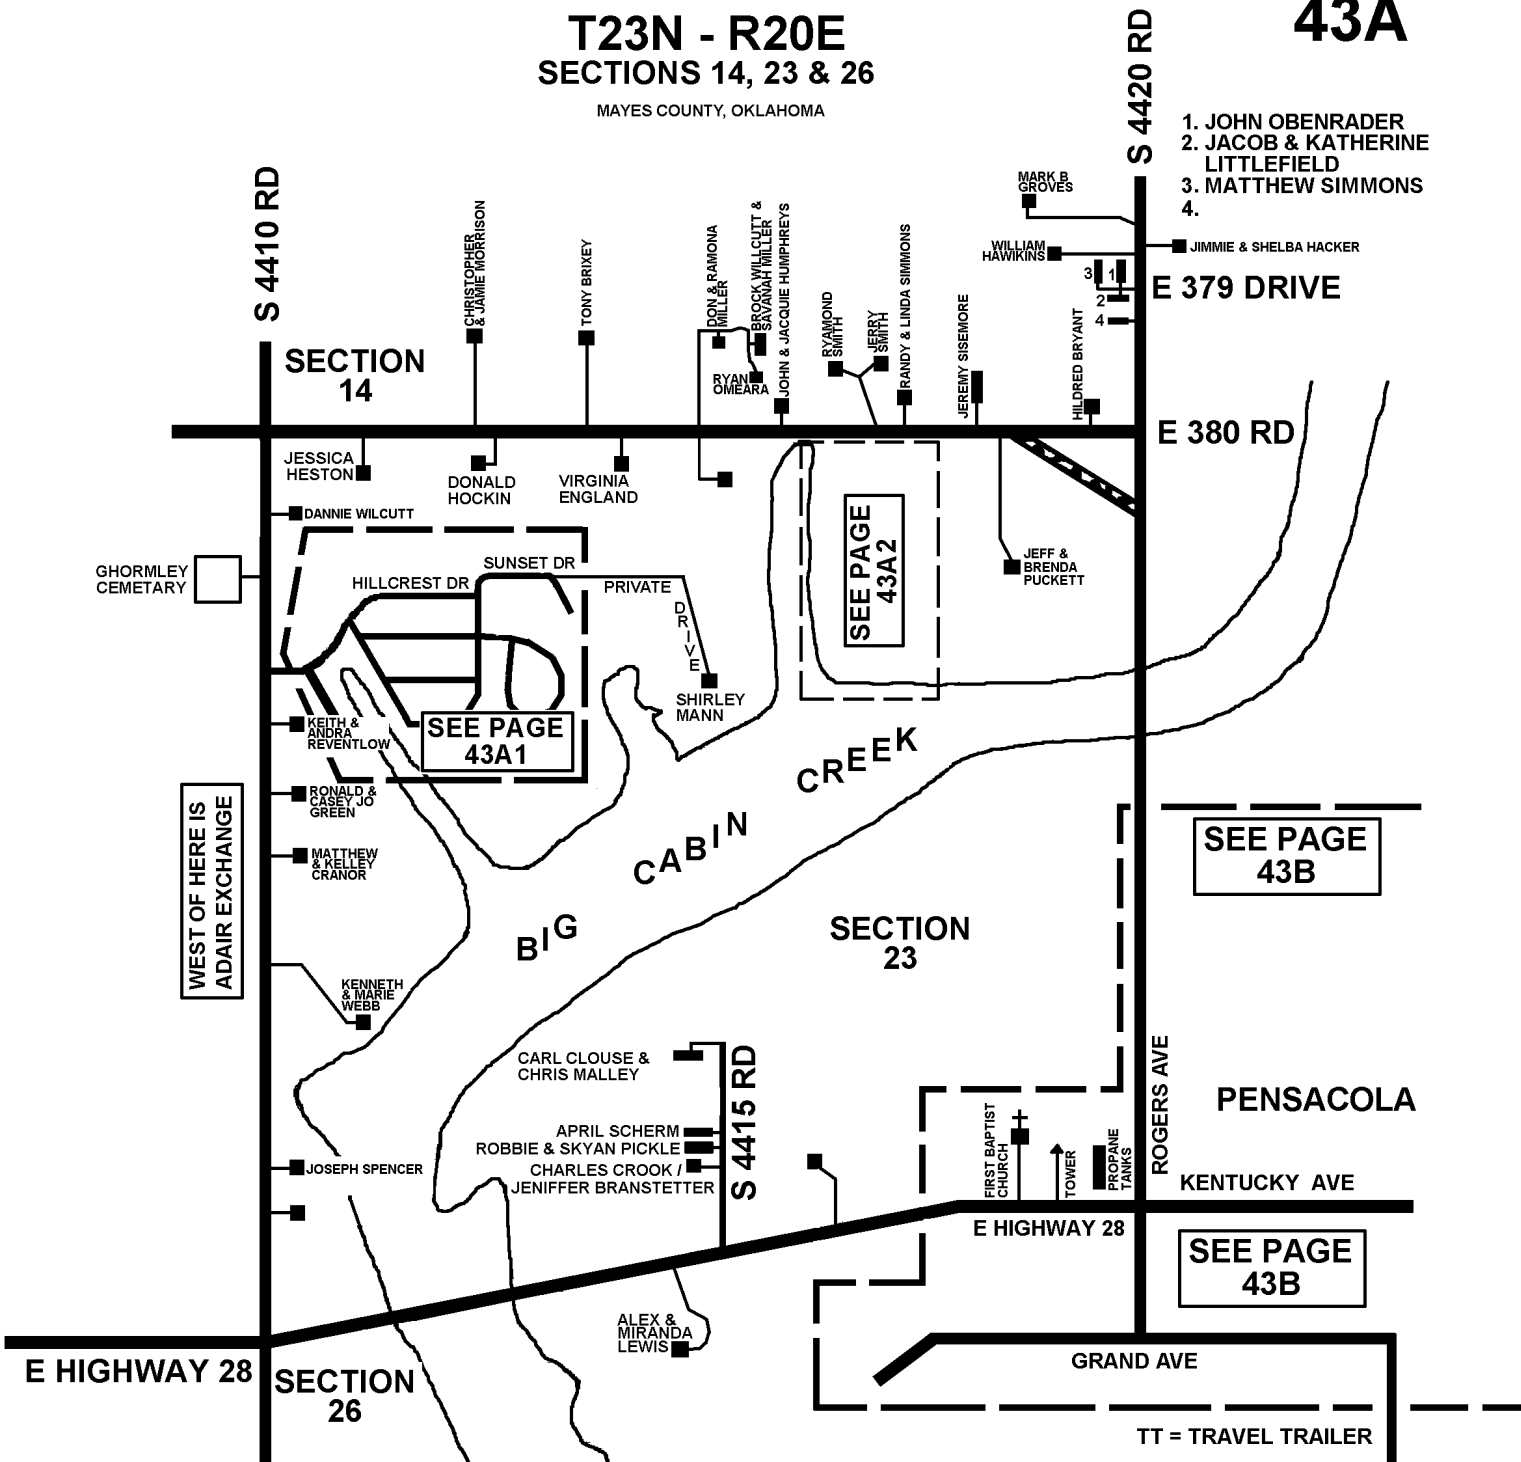 T23N - R20E
SECTIONS 14, 23 & 26
MAYES COUNTY, OKLAHOMA
43A
S 4420 RD
1. JOHN OBENRADER
2. JACOB & KATHERINE
LITTLEFIELD
3. MATTHEW SIMMONS
4.
S 4410 RD
SECTION
14
CHRISTOPHER
& JAMIE MORRISON
TONY BRIXEY
DON & RAMONA
MILLER
BROCK WILLCUTT &
SAVANAH MILLER
RYAN
OMEARA
JOHN & JACQUIE HUMPHREYS
RYAMOND
SMITH
JERRY
SMITH
RANDY & LINDA SIMMONS
JEREMY SISEMORE
HILDRED BRYANT
MARK B
GROVES
WILLIAM
HAWKINS
JIMMIE & SHELBA HACKER
3
1
2
4
E 379 DRIVE
E 380 RD
JESSICA
HESTON
DONALD
HOCKIN
VIRGINIA
ENGLAND
DANNIE WILCUTT
GHORMLEY
CEMETARY
HILLCREST DR
SUNSET DR
PRIVATE
DRIVE
SHIRLEY
MANN
SEE PAGE
43A2
JEFF &
BRENDA
PUCKETT
KEITH &
ANDRA
REVENTLOW
SEE PAGE
43A1
RONALD &
CASEY JO
GREEN
MATTHEW
& KELLEY
CRANOR
WEST OF HERE IS
ADAIR EXCHANGE
BIG CABIN CREEK
SEE PAGE
43B
SECTION
23
KENNETH
& MARIE
WEBB
CARL CLOUSE &
CHRIS MALLEY
S 4415 RD
APRIL SCHERM
ROBBIE & SKYAN PICKLE
CHARLES CROOK /
JENIFFER BRANSTETTER
JOSEPH SPENCER
FIRST BAPTIST
CHURCH
TOWER
PROPANE
TANKS
ROGERS AVE
PENSACOLA
KENTUCKY AVE
E HIGHWAY 28
SEE PAGE
43B
ALEX &
MIRANDA
LEWIS
E HIGHWAY 28
SECTION
26
GRAND AVE
TT = TRAVEL TRAILER